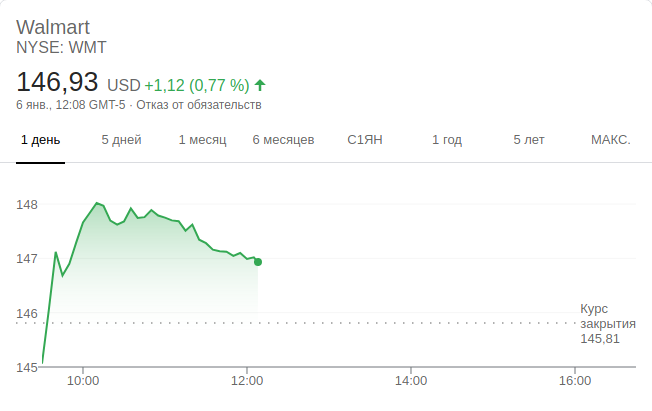 Walmart
NYSE: WMT
146,93 USD +1,12 (0,77 %)
6 янв., 12:08 GMT-5 · Отказ от обязательств
1 день 5 дней 1 месяц 6 месяцев С1ЯН 1 год 5 лет МАКС.
148
147
146
145
Курс
закрытия
145,81
10:00 12:00 14:00 16:00